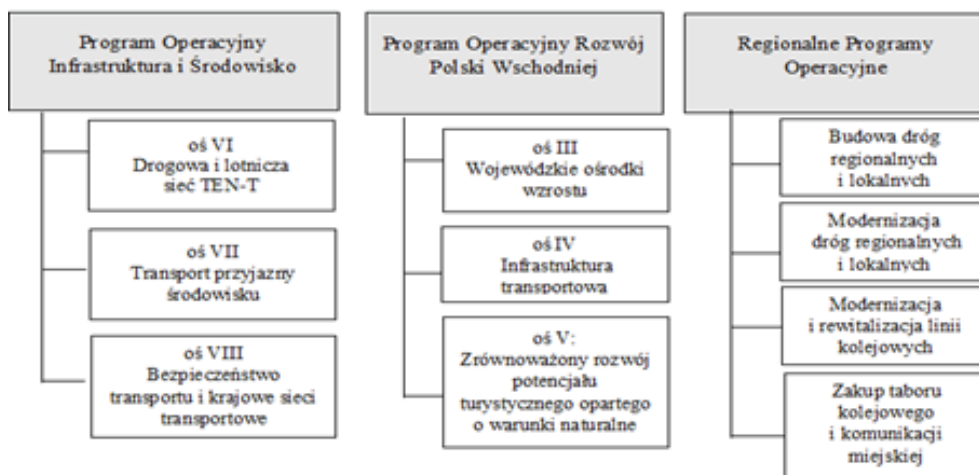 Program Operacyjny
Infrastruktura i Środowisko
oś VI
Drogowa i lotnicza
sieć TEN-T
oś VII
Transport przyjazny
środowisku
oś VIII
Bezpieczeństwo
transportu i krajowe sieci
transportowe
Program Operacyjny Rozwój
Polski Wschodniej
oś III
Wojewódzkie ośrodki
wzrostu
oś IV
Infrastruktura
transportowa
oś V:
Zrównoważony rozwój
potencjału
turystycznego opartego
o warunki naturalne
Regionalne Programy
Operacyjne
Budowa dróg
regionalnych
i lokalnych
Modernizacja
dróg regionalnych
i lokalnych
Modernizacja
i rewitalizacja linii
kolejowych
Zakup taboru
kolejowego
i komunikacji
miejskiej